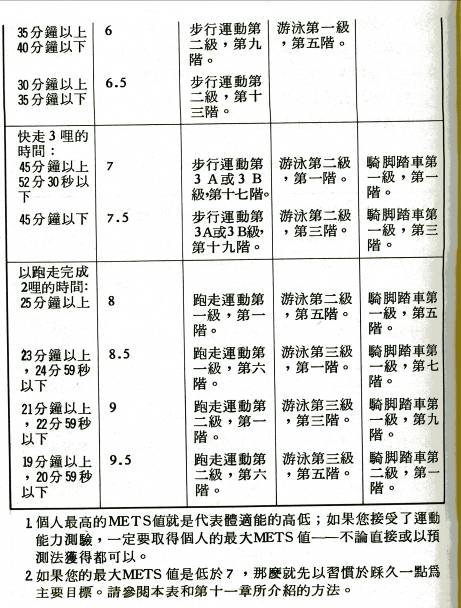 35分鐘以上 6 步行運動第 游泳第一級
40分鐘以下 二級，第九 ，第五階。
階。
30分鐘以上 6.5 步行運動第
35分鐘以下 二級，第十
三階。
快走3哩的
時間：
45分鐘以上 7 步行運動第 游泳第二級 騎脚踏車第
52分30秒以 3 A或3 B ，第一階。 一級，第一
下 級，第十七階。 階。
45分鐘以下 7.5 步行運動第 游泳第二級 騎脚踏車第
3A或3B級， ，第三階。 一級，第三
第十九階。 階。
以跑走完成
2哩的時間：
25分鐘以上 8 跑走運動第 游泳第二級 騎脚踏車第
一級，第一 ，第五階。 一級，第五
階。 階。
23分鐘以上 8.5 跑走運動第 游泳第三級 騎脚踏車第
，24分59秒 一級，第六 ，第一階。 一級，第七
以下 階。 階。
21分鐘以上 9 跑走運動第 游泳第三級 騎脚踏車第
，22分59秒 二級，第一 ，第三階。 一級，第九
以下 階。 階。
19分鐘以上 9.5 跑走運動第 游泳第三級 騎脚踏車第
，20分59秒 二級，第六 ，第五階。 二級，第一
以下 階。 階。
1 個人最高的METS值就是代表體適能的高低；如果您接受了運動
能力測驗，一定要取得個人的最大METS 值——不論直接或以預
測法獲得都可以。
2 如果您的最大METS 值是低於7 ，那麼就先以習慣於踩久一點爲
主要目標。請參閱本表和第十一章所介紹的方法。